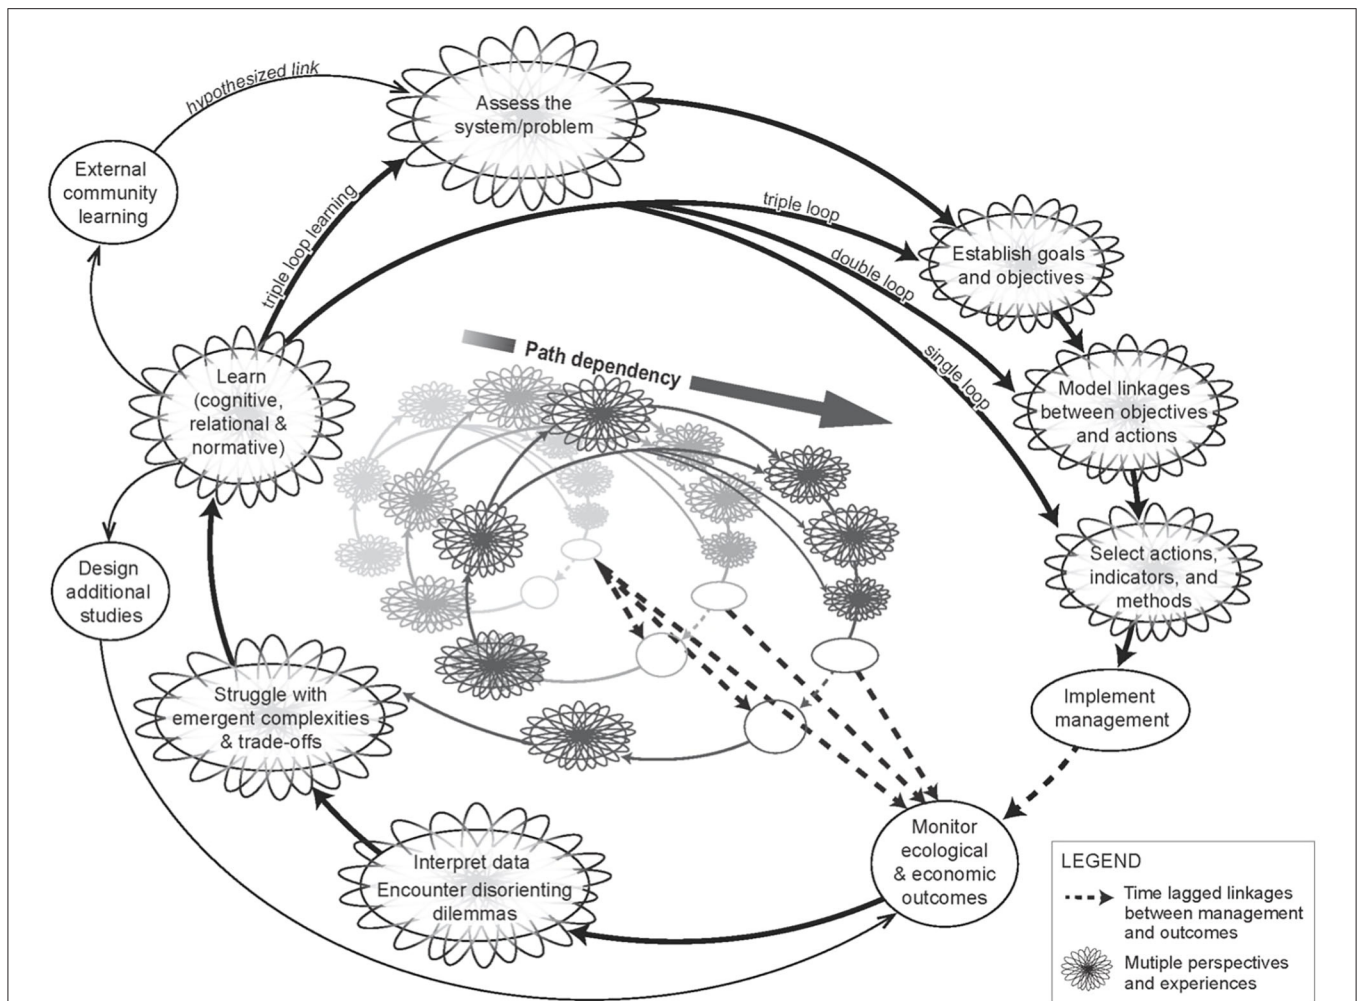 hypothesized link
Assess the
system/problem
External
community
learning
triple loop learning
triple loop
double loop
single loop
Establish goals
and objectives
Path dependency
Learn
(cognitive,
relational &
normative)
Model linkages
between objectives
and actions
Select actions,
indicators, and
methods
Design
additional
studies
Struggle with
emergent complexities
& trade-offs
Implement
management
Interpret data
Encounter disorienting
dilemmas
Monitor
ecological
& economic
outcomes
LEGEND
Time lagged linkages
between management
and outcomes
Mutiple perspectives
and experiences